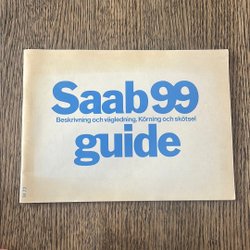 Saab 99
Beskrivning och vägledning. Körning och skötsel
guide